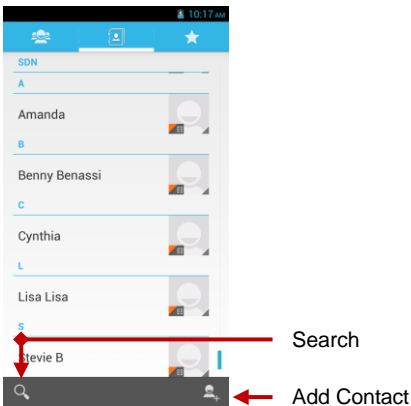 10:17 AM
SDN
A
Amanda
B
Benny Benassi
C
Cynthia
L
Lisa Lisa
S
Stevie B
Search
Add Contact